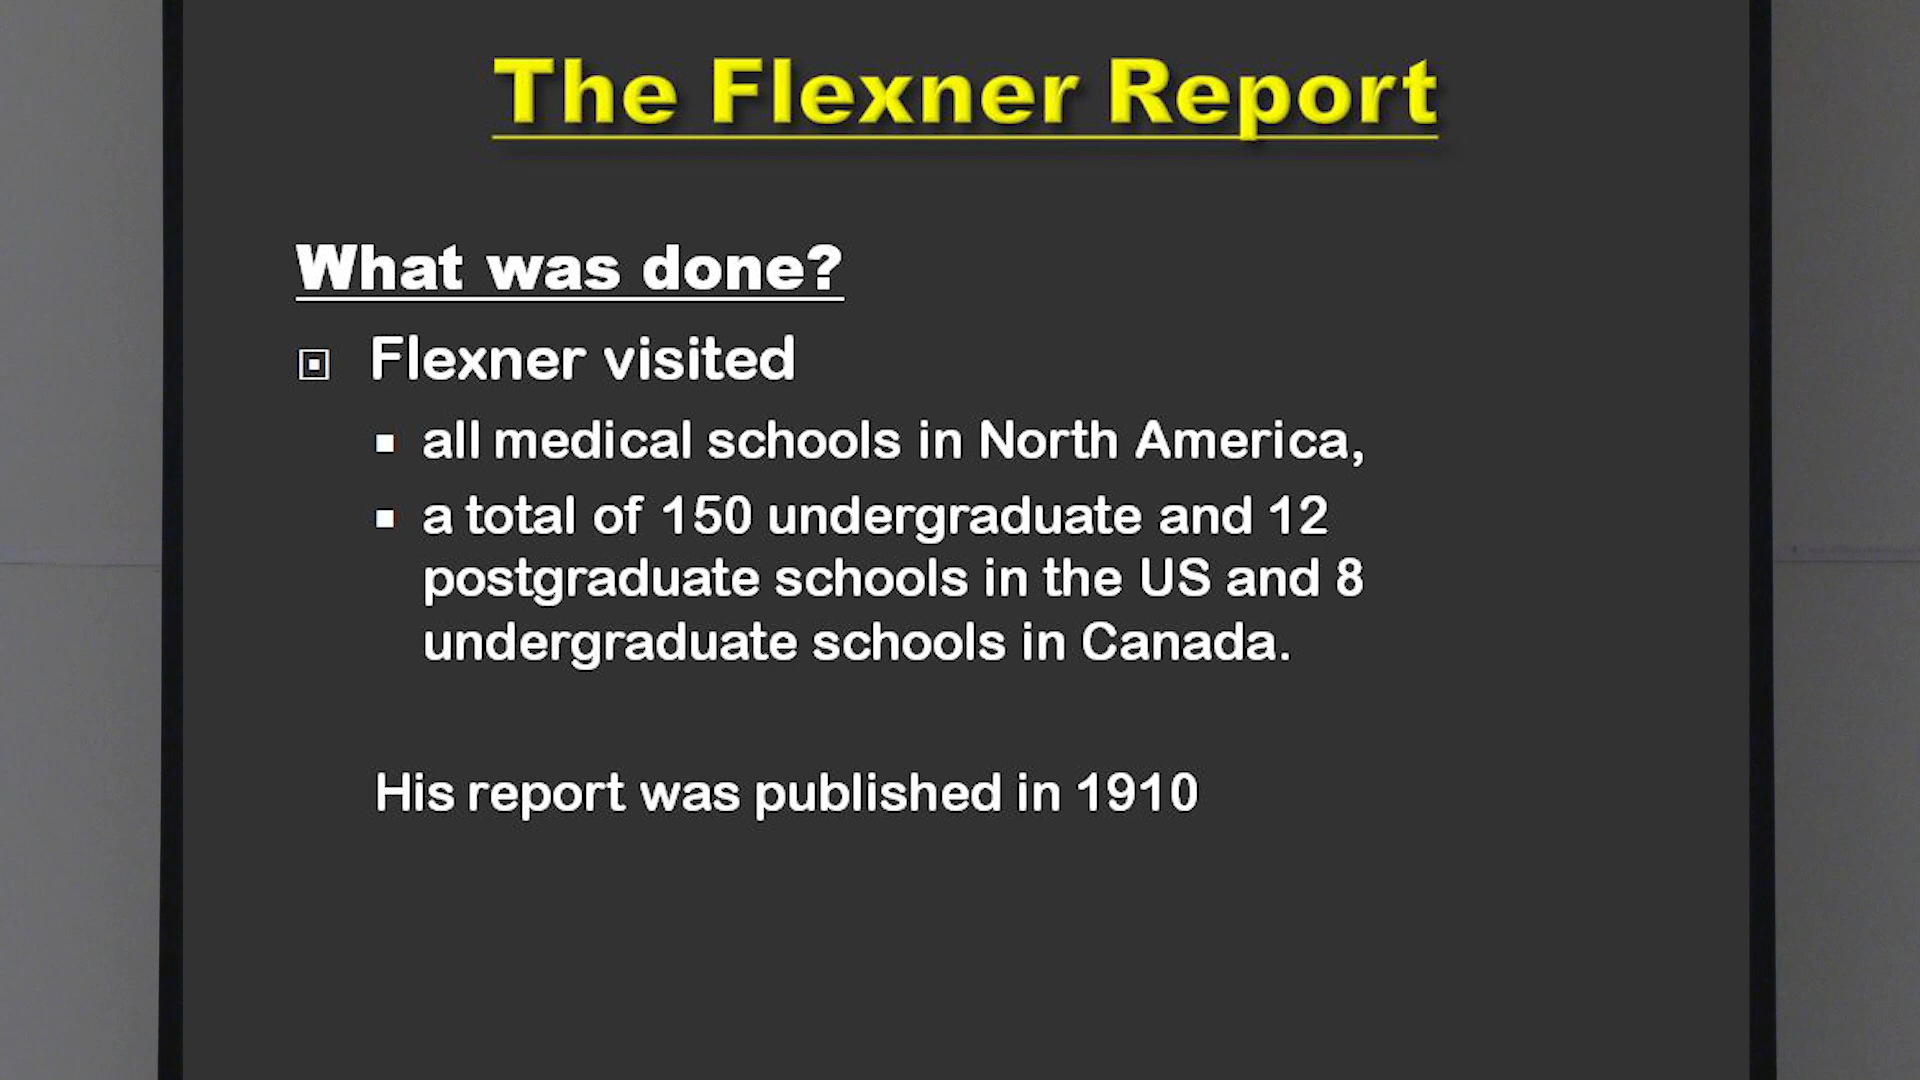 The Flexner Report
What was done?
Flexner visited
all medical schools in North America,
a total of 150 undergraduate and 12
postgraduate schools in the US and 8
undergraduate schools in Canada.
His report was published in 1910